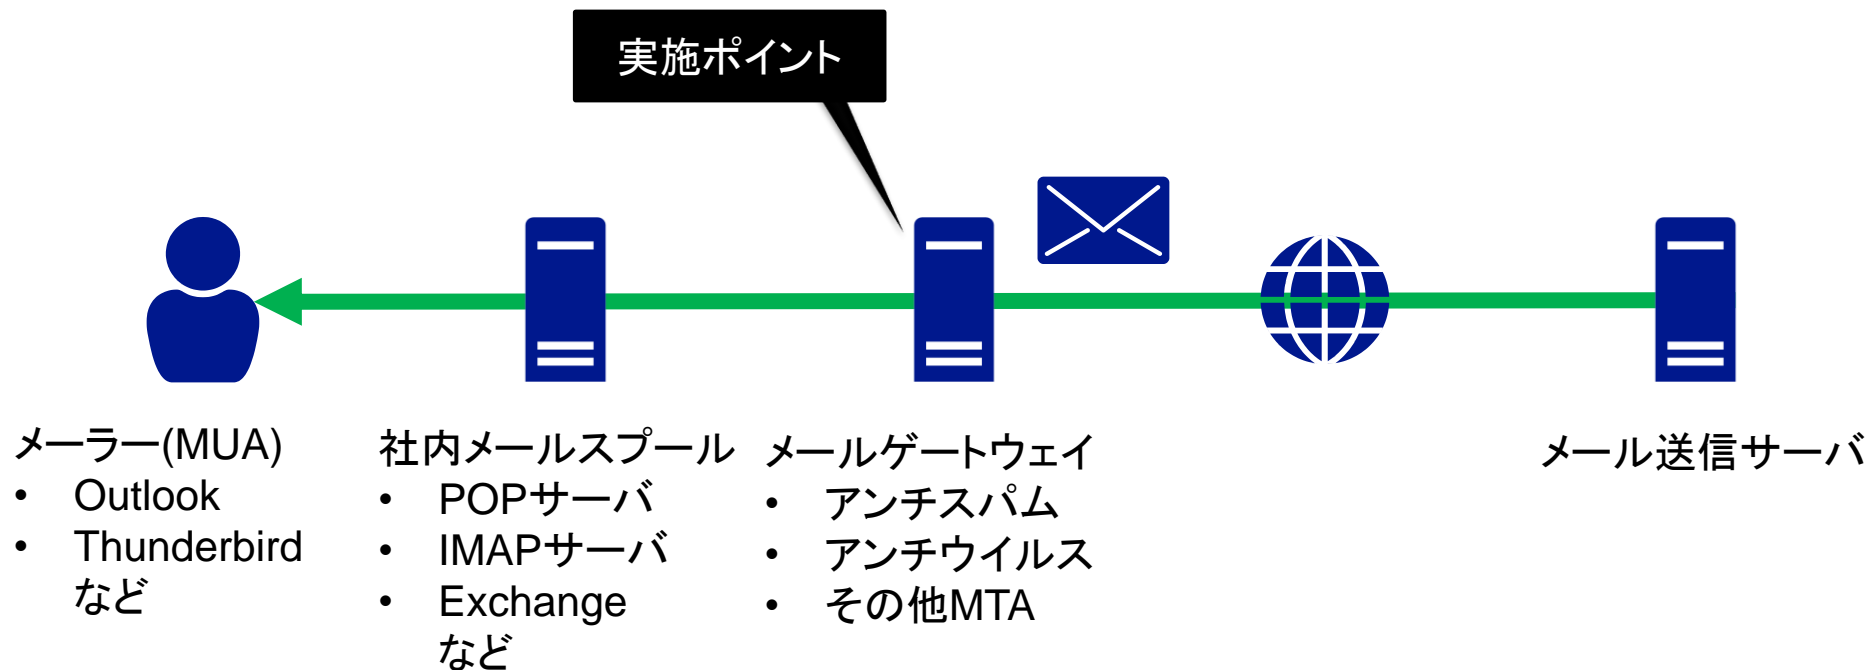 実施ポイント
メーラー(MUA)
• Outlook
• Thunderbird
など
社内メールスプール
• POPサーバ
• IMAPサーバ
• Exchange
など
メールゲートウェイ
• アンチスパム
• アンチウイルス
• その他MTA
メール送信サーバ